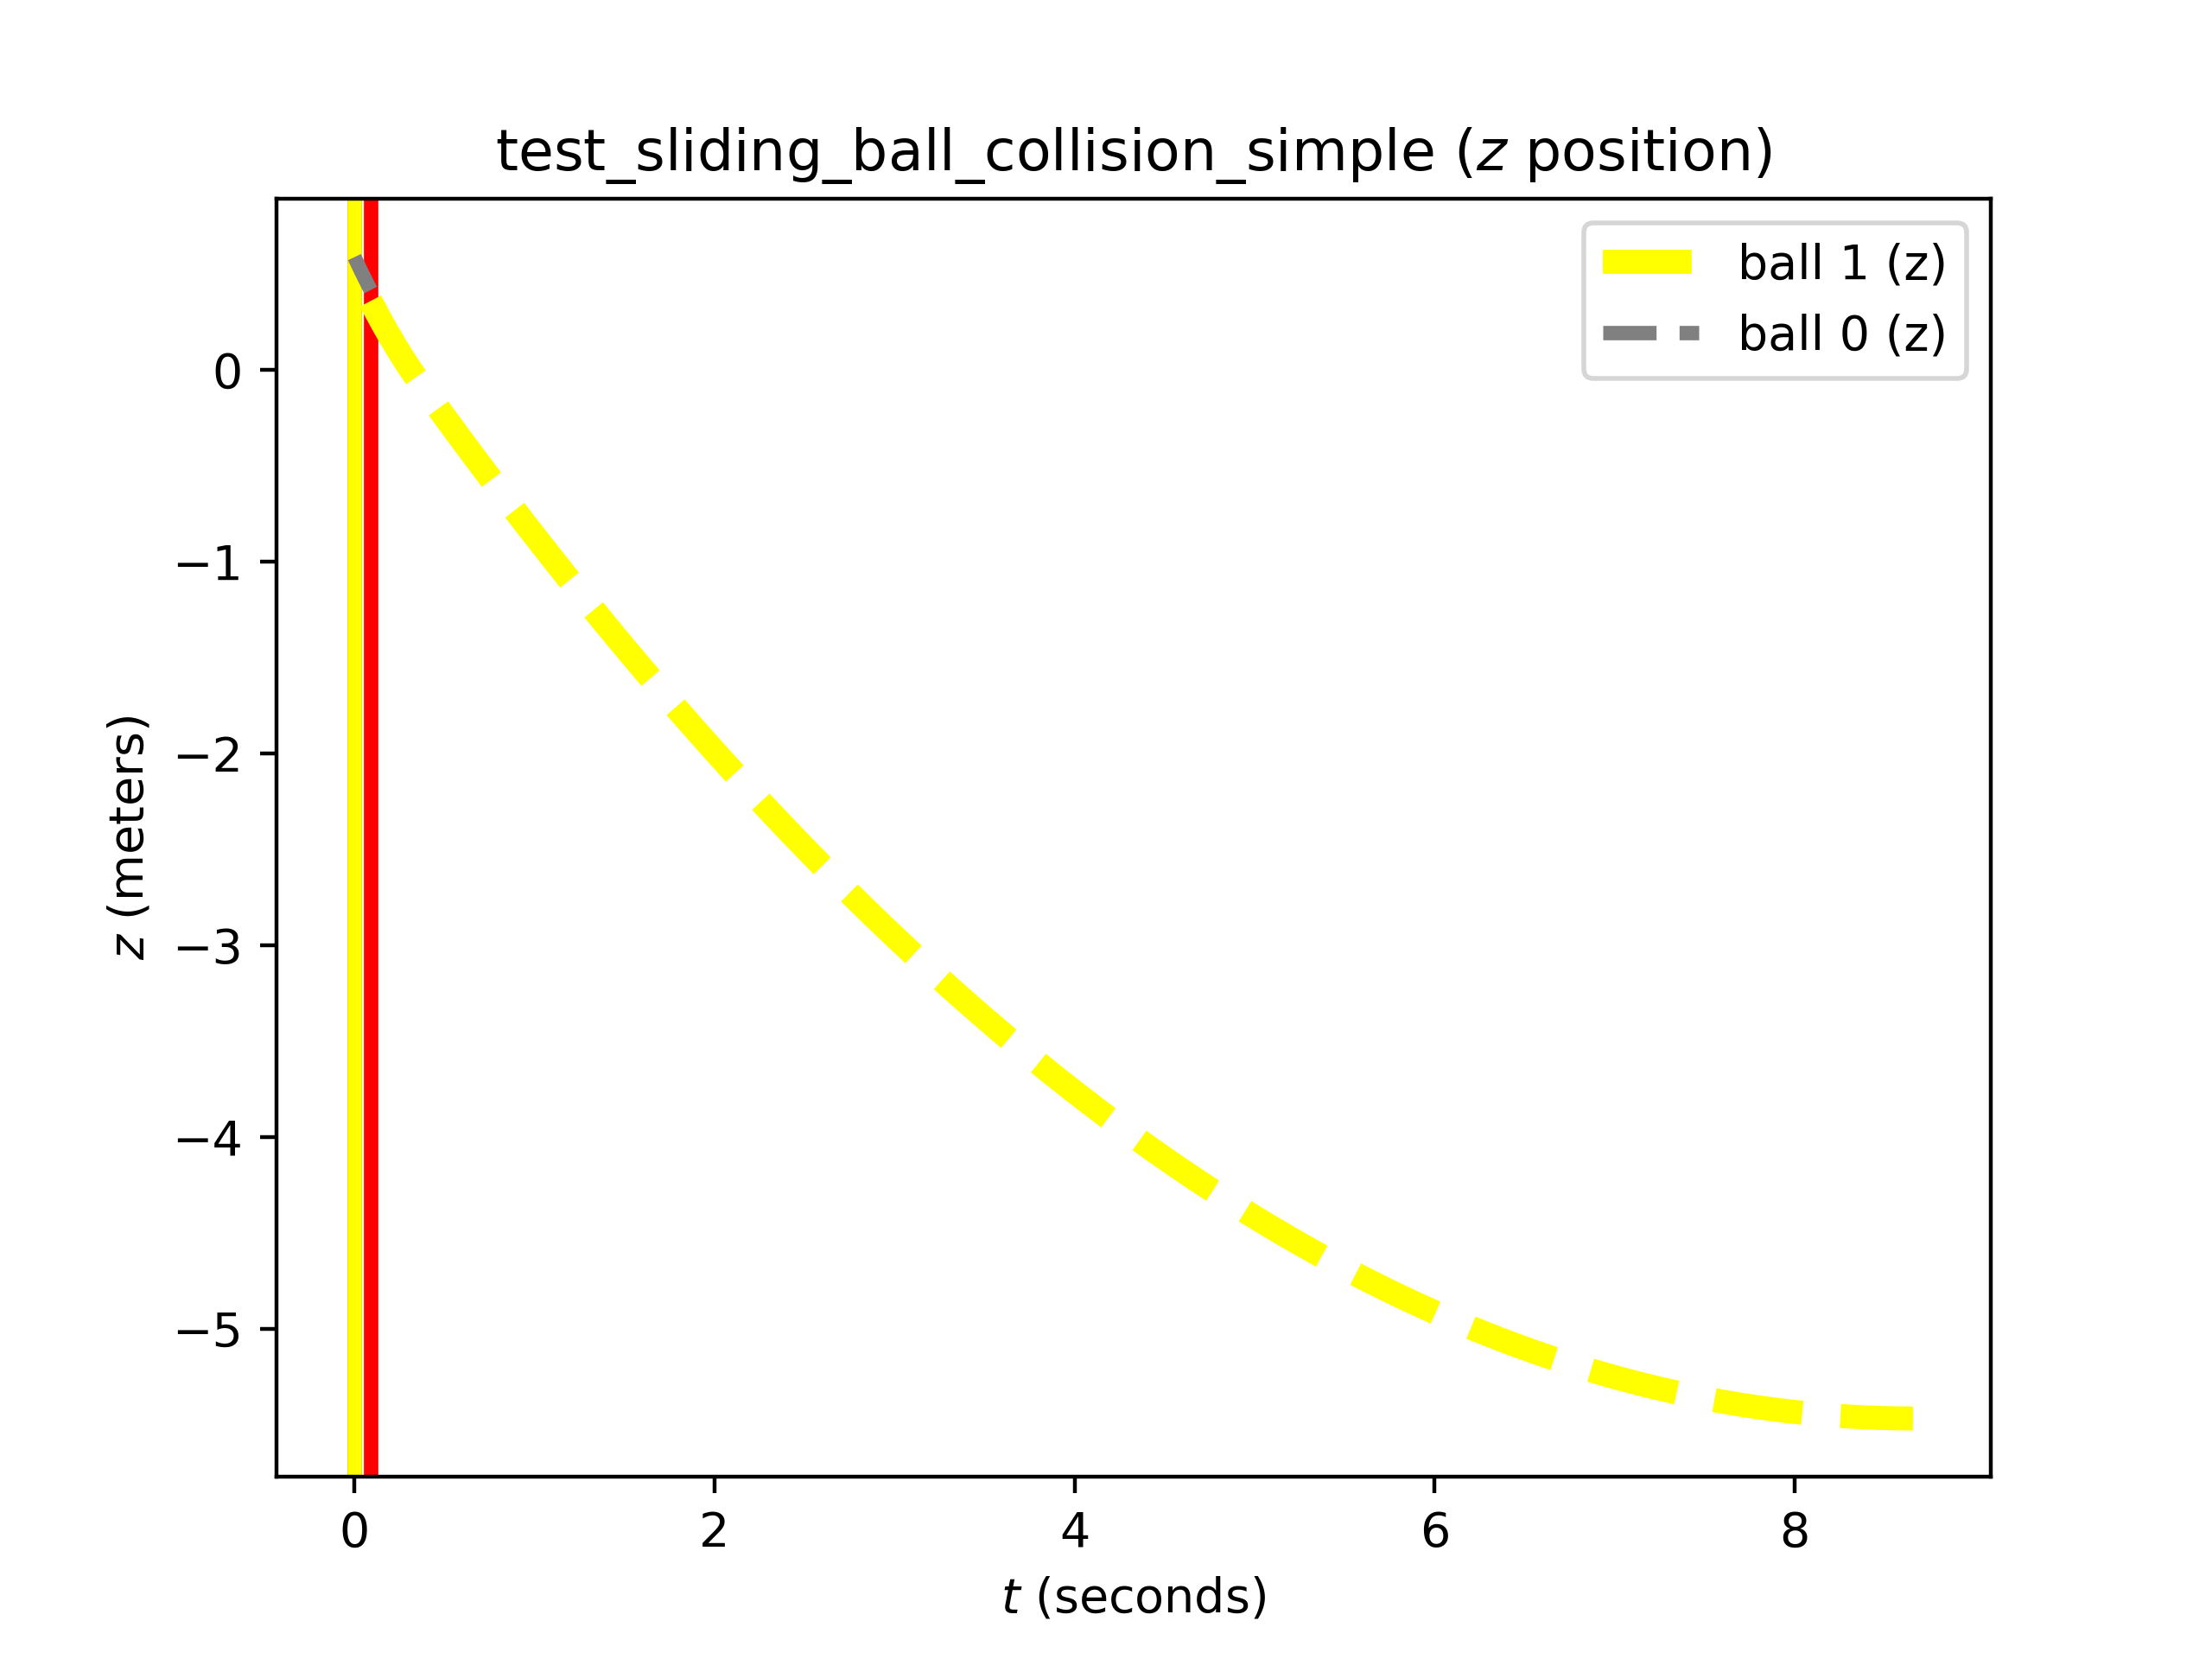 test_sliding_ball_collision_simple (z position)
ball 1 (z)
ball 0 (z)
0
−1
−2
−3
−4
−5
z (meters)
0 2 4 6 8
t (seconds)